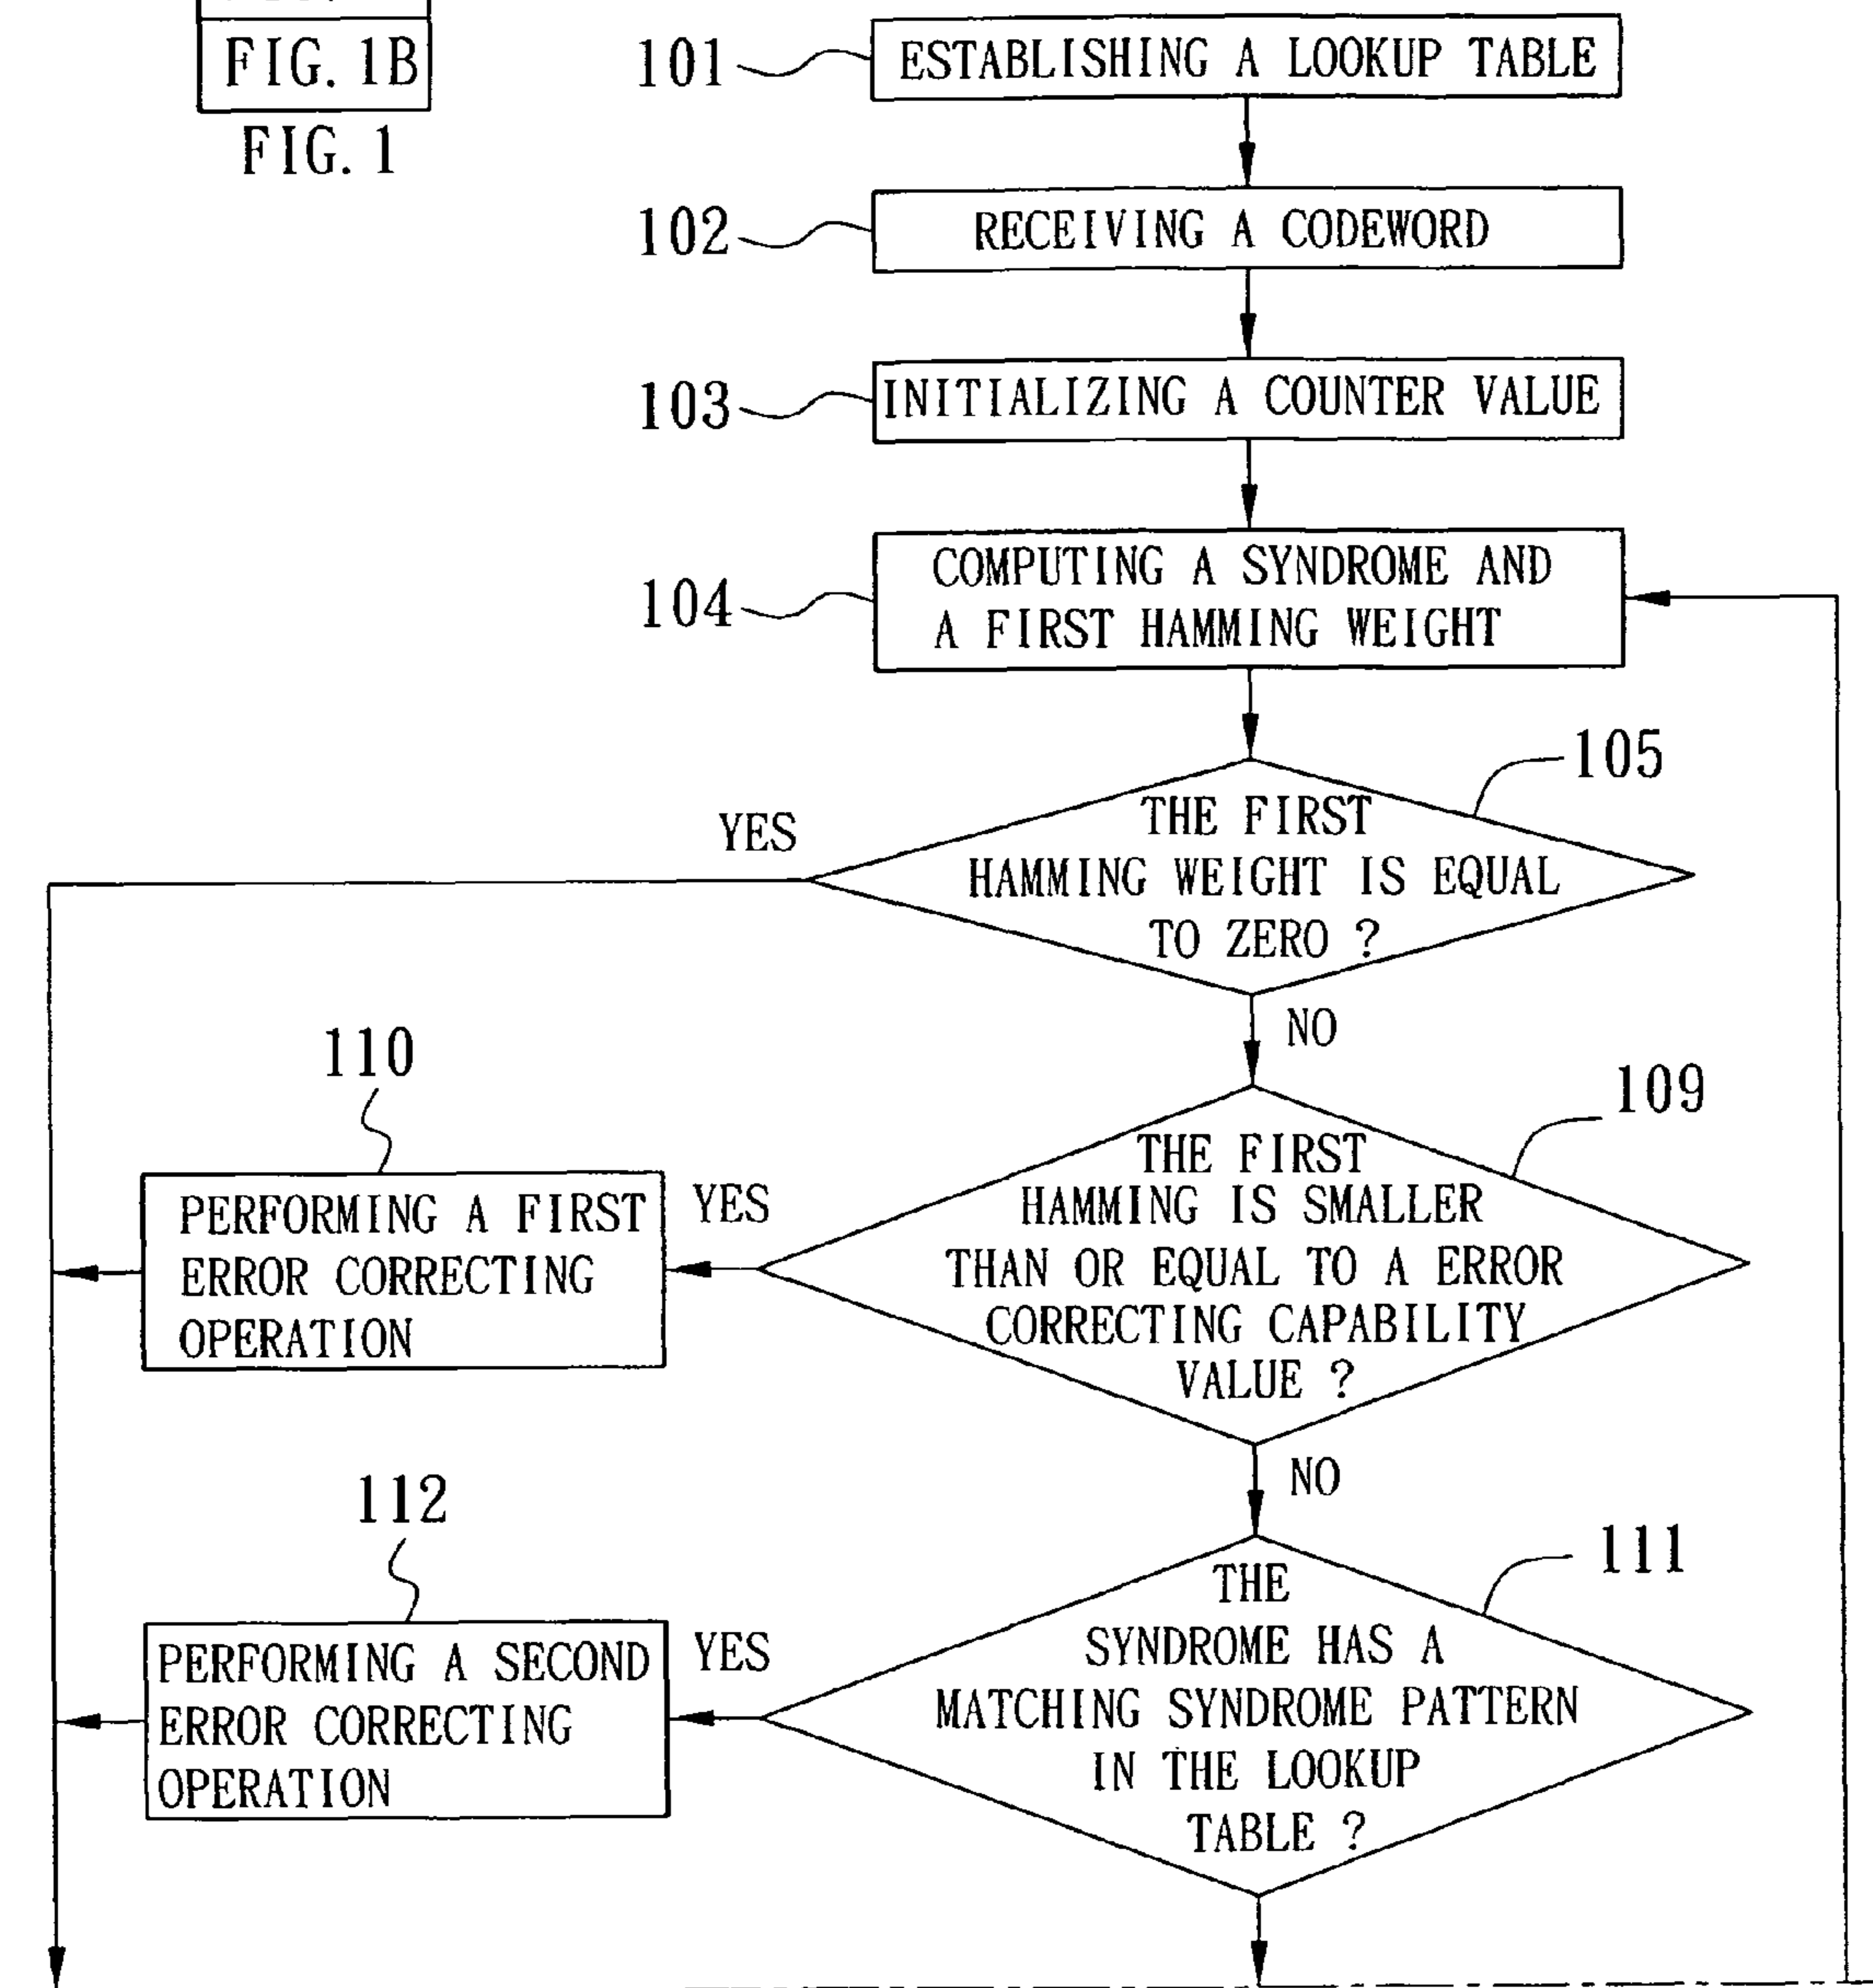 FIG. 1B
FIG. 1
101
ESTABLISHING A LOOKUP TABLE
102
RECEIVING A CODEWORD
103
INITIALIZING A COUNTER VALUE
104
COMPUTING A SYNDROME AND
A FIRST HAMMING WEIGHT
105
THE FIRST
HAMMING WEIGHT IS EQUAL
TO ZERO ?
YES
NO
109
THE FIRST
HAMMING IS SMALLER
THAN OR EQUAL TO A ERROR
CORRECTING CAPABILITY
VALUE ?
YES
110
PERFORMING A FIRST
ERROR CORRECTING
OPERATION
NO
111
THE
SYNDROME HAS A
MATCHING SYNDROME PATTERN
IN THE LOOKUP
TABLE ?
YES
112
PERFORMING A SECOND
ERROR CORRECTING
OPERATION